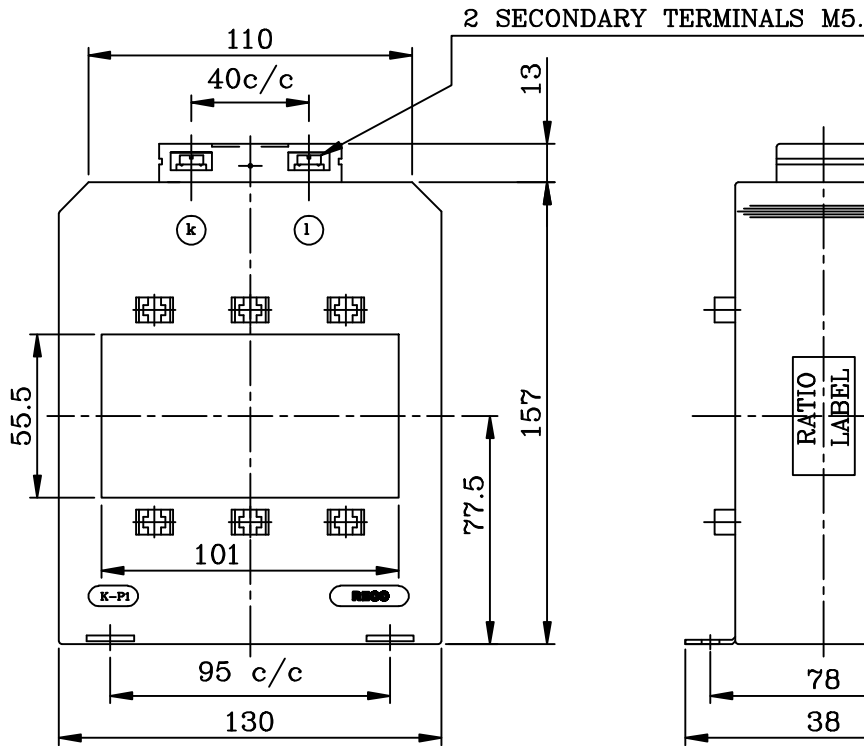 2 SECONDARY TERMINALS M5.
110
40c/c
13
k
l
55.5
157
77.5
RATIO
LABEL
101
K-P1
RECO
95 c/c
130
78
38